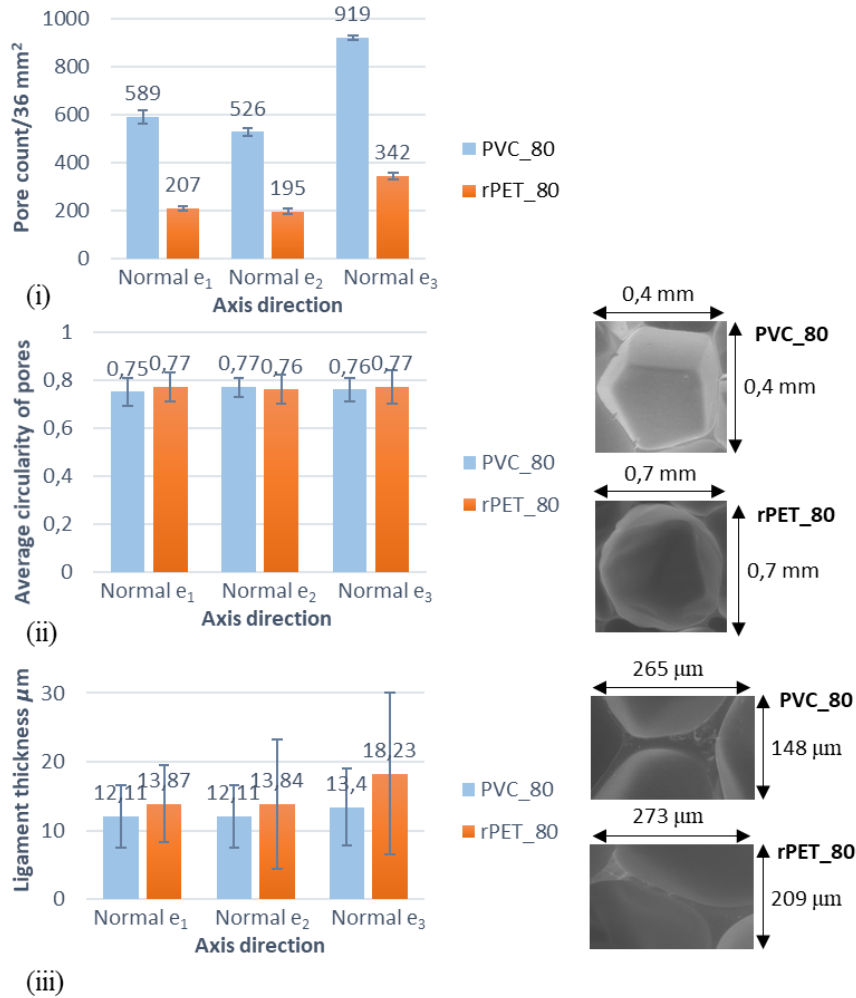 Pore count/36 mm²
1000
800
600
400
200
0
589
207
526
195
919
342
Normal e₁
Normal e₂
Normal e₃
Axis direction
PVC_80
rPET_80
(i)
Average circularity of pores
1
0,8
0,6
0,4
0,2
0
0,75
0,77
0,77
0,76
0,76
0,77
Normal e₁
Normal e₂
Normal e₃
Axis direction
PVC_80
rPET_80
0,4 mm
PVC_80
0,4 mm
0,7 mm
rPET_80
0,7 mm
(ii)
Ligament thickness µm
30
20
10
0
12,11
13,87
12,11
13,84
13,4
18,23
Normal e₁
Normal e₂
Normal e₃
Axis direction
PVC_80
rPET_80
265 µm
PVC_80
148 µm
273 µm
rPET_80
209 µm
(iii)